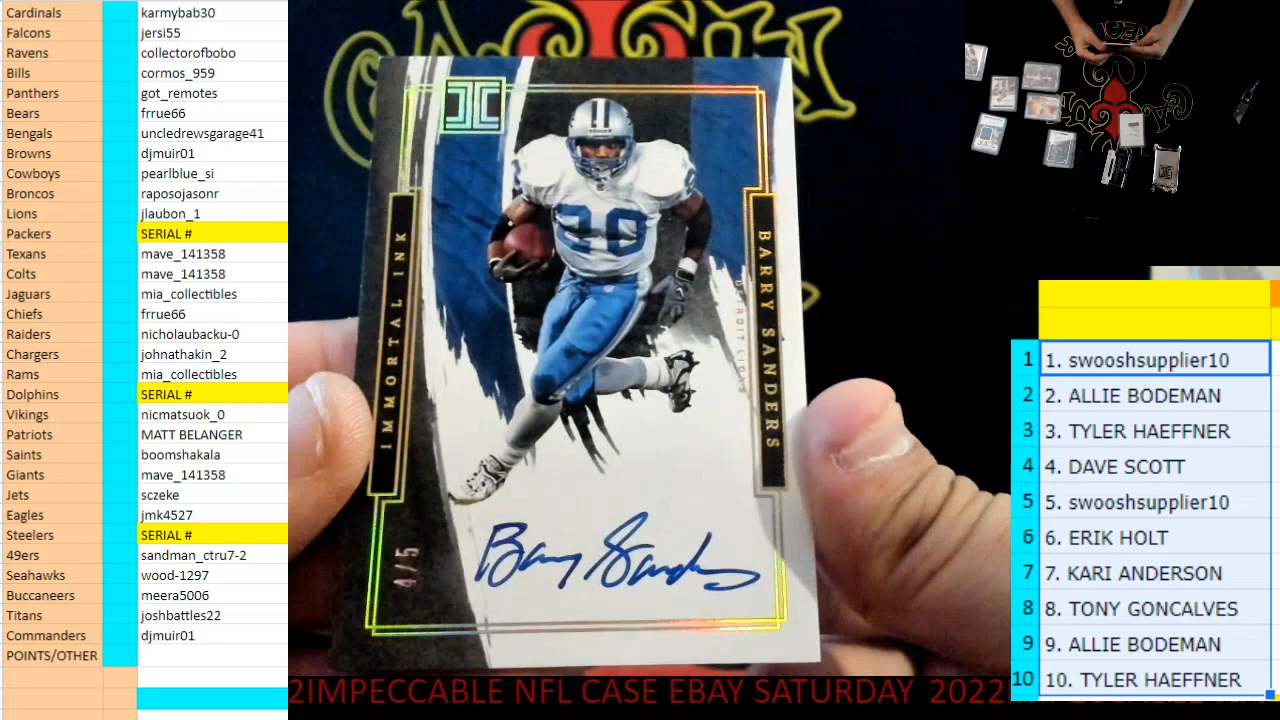 Cardinals karmybab30
Falcons jersi55
Ravens collectorofbobo
Bills cormos_959
Panthers got_remotes
Bears frrue66
Bengals uncledrewsgarage41
Browns djmuir01
Cowboys pearlblue_si
Broncos raposojasonr
Lions jlaubon_1
Packers SERIAL #
Texans mave_141358
Colts mave_141358
Jaguars mia_collectibles
Chiefs frrue66
Raiders nicholaubacku-0
Chargers johnathakin_2
Rams mia_collectibles
Dolphins SERIAL #
Vikings nicmatsuok_0
Patriots MATT BELANGER
Saints boomshakala
Giants mave_141358
Jets sczeke
Eagles jmk4527
Steelers SERIAL #
49ers sandman_ctru7-2
Seahawks wood-1297
Buccaneers meera5006
Titans joshbattles22
Commanders djmuir01
POINTS/OTHER
IMMORTAL INK
20
BARRY SANDERS
DETROIT LIONS
4/5
Barry Sanders
2IMPECCABLE NFL CASE EBAY SATURDAY 2022
1 1. swooshsupplier10
2 2. ALLIE BODEMAN
3 3. TYLER HAEFFNER
4 4. DAVE SCOTT
5 5. swooshsupplier10
6 6. ERIK HOLT
7 7. KARI ANDERSON
8 8. TONY GONCALVES
9 9. ALLIE BODEMAN
10 10. TYLER HAEFFNER